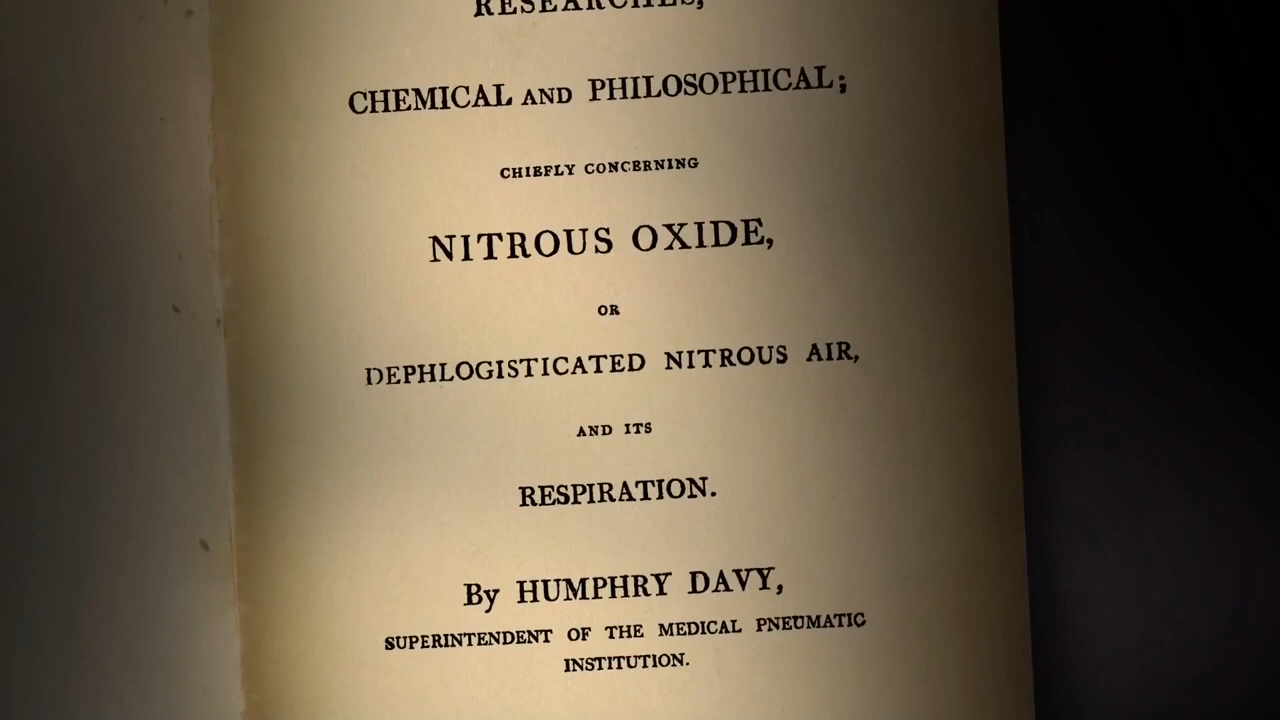 RESEARCHES,
CHEMICAL AND PHILOSOPHICAL;
CHIEFLY CONCERNING
NITROUS OXIDE,
OR
DEPHLOGISTICATED NITROUS AIR,
AND ITS
RESPIRATION.
By HUMPHRY DAVY,
SUPERINTENDENT OF THE MEDICAL PNEUMATIC
INSTITUTION.